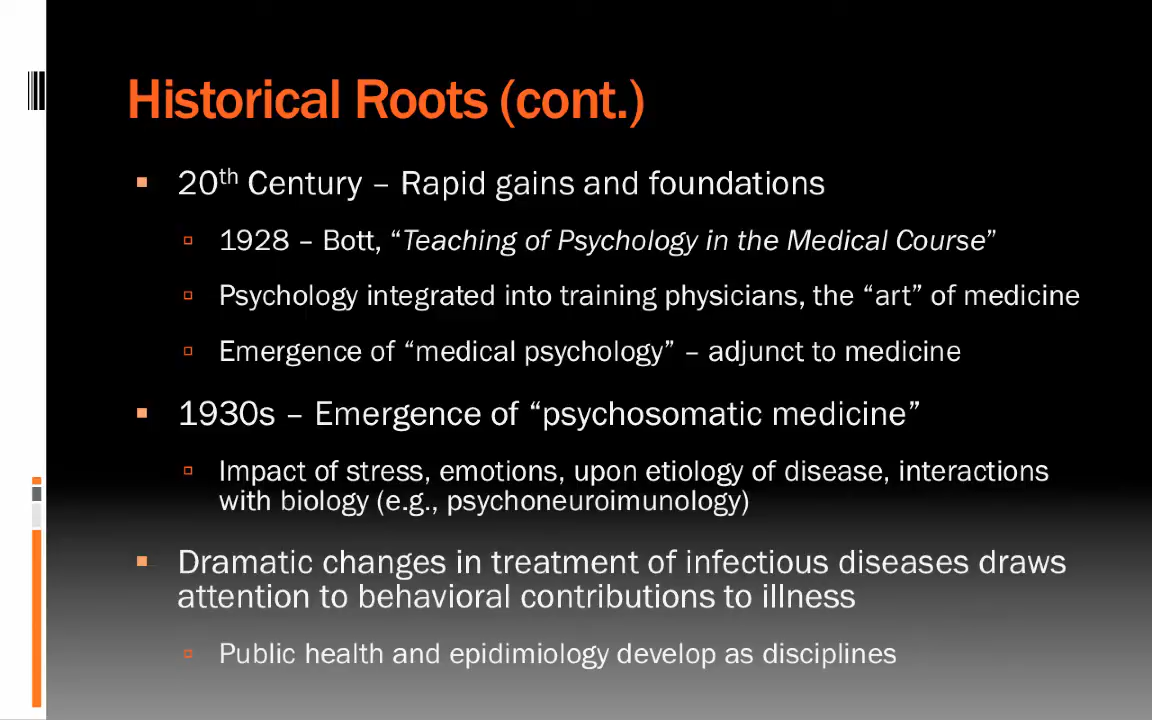 Historical Roots (cont.)
20th Century – Rapid gains and foundations
1928 – Bott, “Teaching of Psychology in the Medical Course”
Psychology integrated into training physicians, the “art” of medicine
Emergence of “medical psychology” – adjunct to medicine
1930s – Emergence of “psychosomatic medicine”
Impact of stress, emotions, upon etiology of disease, interactions
with biology (e.g., psychoneuroimunology)
Dramatic changes in treatment of infectious diseases draws
attention to behavioral contributions to illness
Public health and epidimiology develop as disciplines